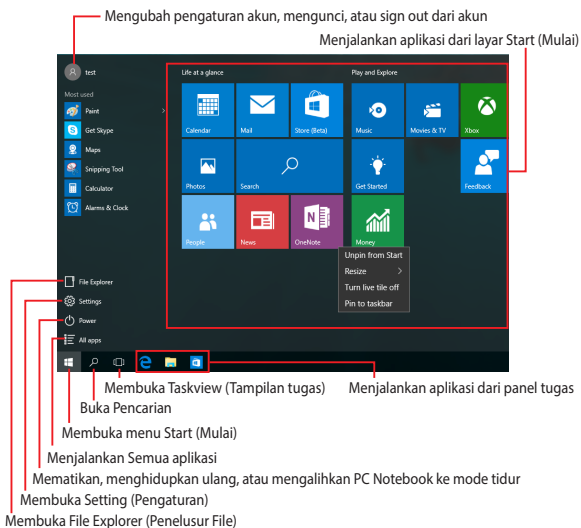 Mengubah pengaturan akun, mengunci, atau sign out dari akun
Menjalankan aplikasi dari layar Start (Mulai)
test
Most used
Paint
Get Skype
Maps
Snipping Tool
Calculator
Alarms & Clock
File Explorer
Settings
Power
All apps
Life at a glance
Play and Explore
Calendar
Mail
Store (Beta)
Music
Movies & TV
Xbox
Photos
Search
Get Started
Feedback
People
News
OneNote
Money
Unpin from Start
Resize
Turn live tile off
Pin to taskbar
Membuka Taskview (Tampilan tugas)
Menjalankan aplikasi dari panel tugas
Buka Pencarian
Membuka menu Start (Mulai)
Menjalankan Semua aplikasi
Mematikan, menghidupkan ulang, atau mengalihkan PC Notebook ke mode tidur
Membuka Setting (Pengaturan)
Membuka File Explorer (Penelusur File)